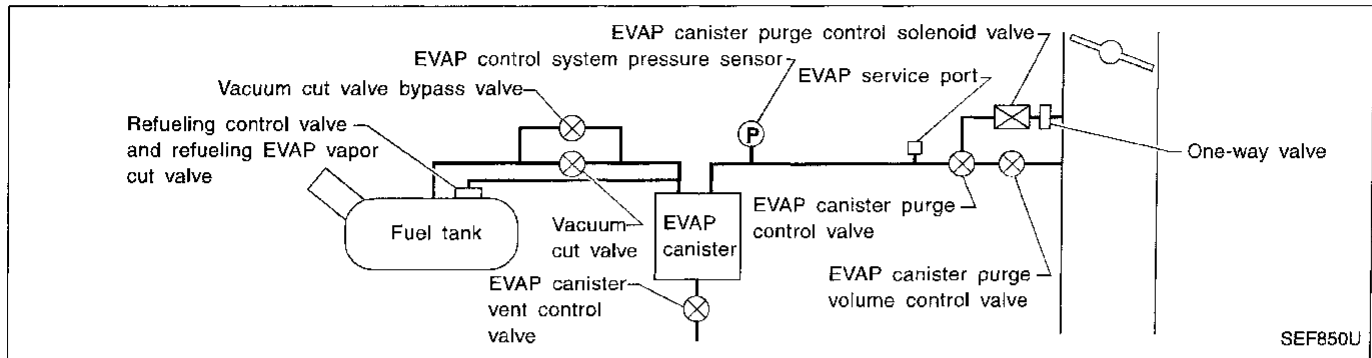 EVAP canister purge control solenoid valve
EVAP control system pressure sensor
EVAP service port
Vacuum cut valve bypass valve
Refueling control valve
and refueling EVAP vapor
cut valve
P
One-way valve
Fuel tank
Vacuum
cut valve
EVAP
canister
EVAP canister purge
control valve
EVAP canister purge
volume control valve
EVAP canister
vent control
valve
SEF850U